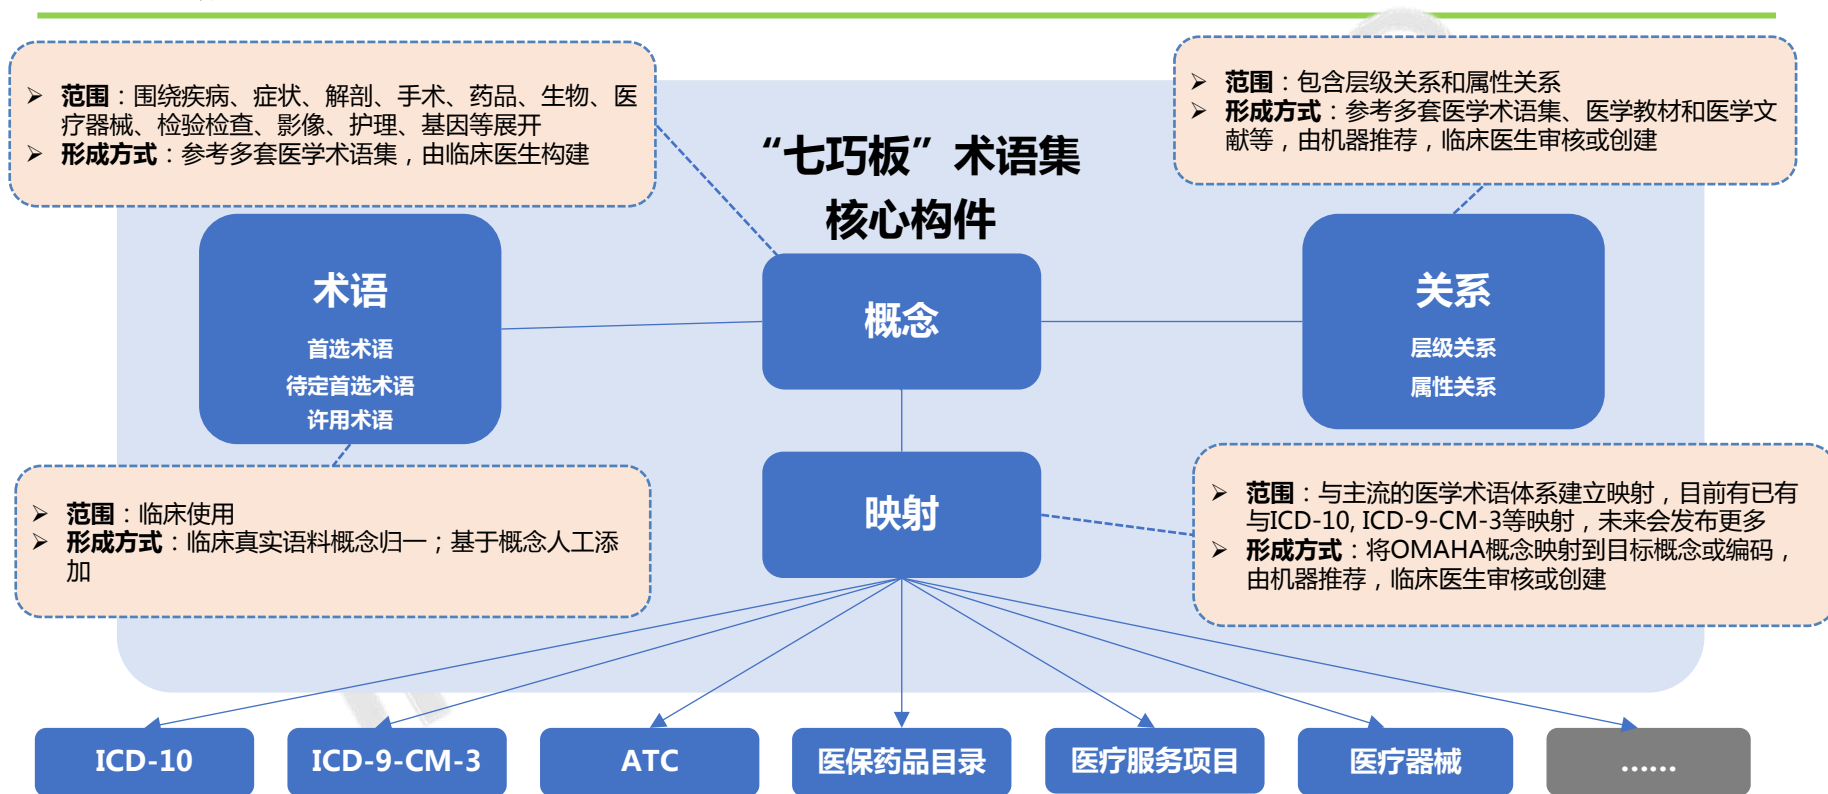 ➢ 范围：围绕疾病、症状、解剖、手术、药品、生物、医
疗器械、检验检查、影像、护理、基因等展开
➢ 形成方式：参考多套医学术语集，由临床医生构建
➢ 范围：包含层级关系和属性关系
➢ 形成方式：参考多套医学术语集、医学教材和医学文
献等，由机器推荐，临床医生审核或创建
“七巧板”术语集
核心构件
术语
首选术语
待定首选术语
许用术语
概念
关系
层级关系
属性关系
映射
➢ 范围：临床使用
➢ 形成方式：临床真实语料概念归一；基于概念人工添
加
➢ 范围：与主流的医学术语体系建立映射，目前有已有
与ICD-10, ICD-9-CM-3等映射，未来会发布更多
➢ 形成方式：将OMAHA概念映射到目标概念或编码，
由机器推荐，临床医生审核或创建
ICD-10
ICD-9-CM-3
ATC
医保药品目录
医疗服务项目
医疗器械
……